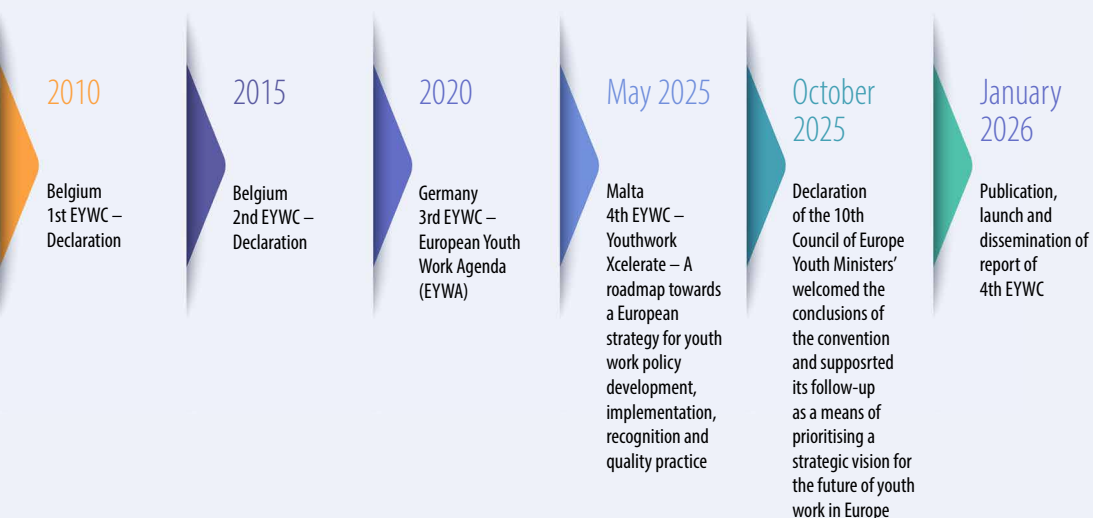 2010
Belgium
1st EYWC –
Declaration
2015
Belgium
2nd EYWC –
Declaration
2020
Germany
3rd EYWC –
European Youth
Work Agenda
(EYWA)
May 2025
Malta
4th EYWC –
Youthwork
Xcelerate – A
roadmap towards
a European
strategy for youth
work policy
development,
implementation,
recognition and
quality practice
October
2025
Declaration
of the 10th
Council of Europe
Youth Ministers’
welcomed the
conclusions of
the convention
and supposrted
its follow-up
as a means of
prioritising a
strategic vision for
the future of youth
work in Europe
January
2026
Publication,
launch and
dissemination of
report of
4th EYWC